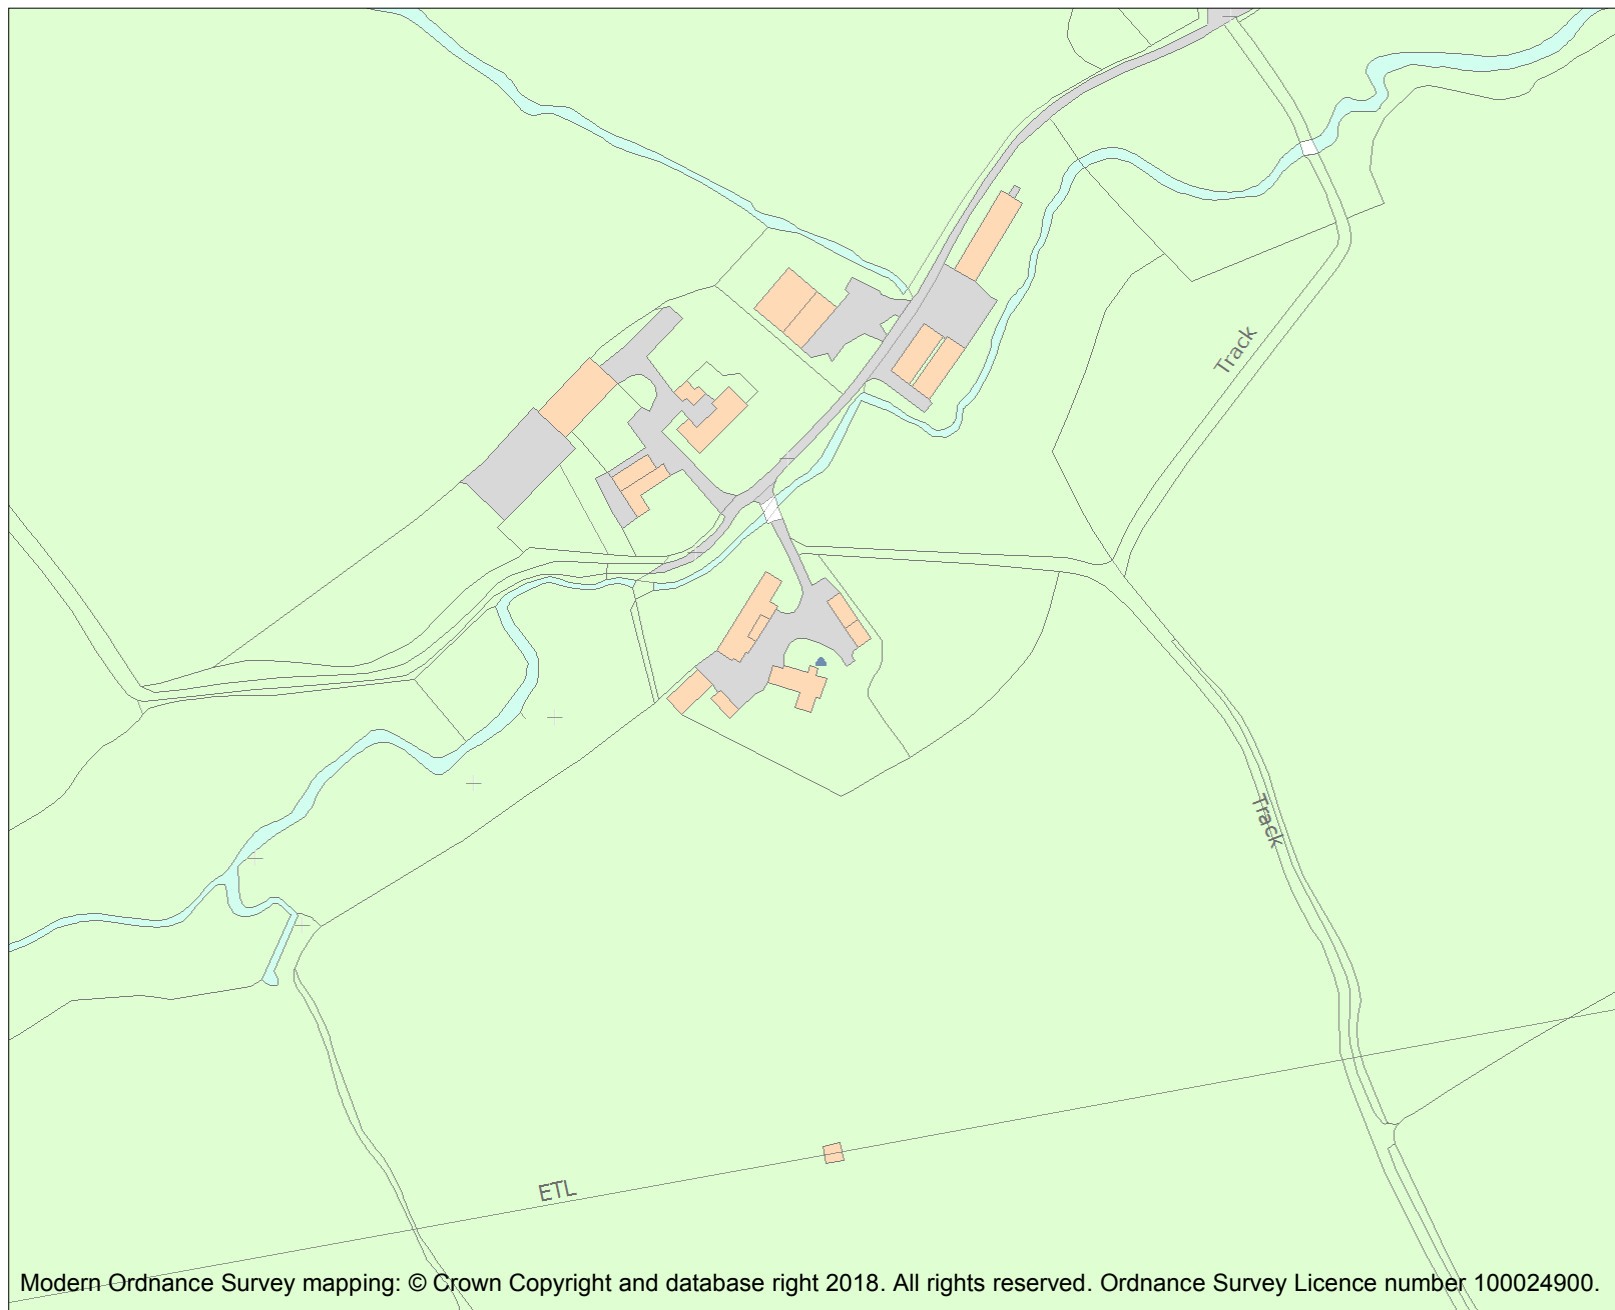 Track
Track
ETL
Modern Ordnance Survey mapping: © Crown Copyright and database right 2018. All rights reserved. Ordnance Survey Licence number 100024900.